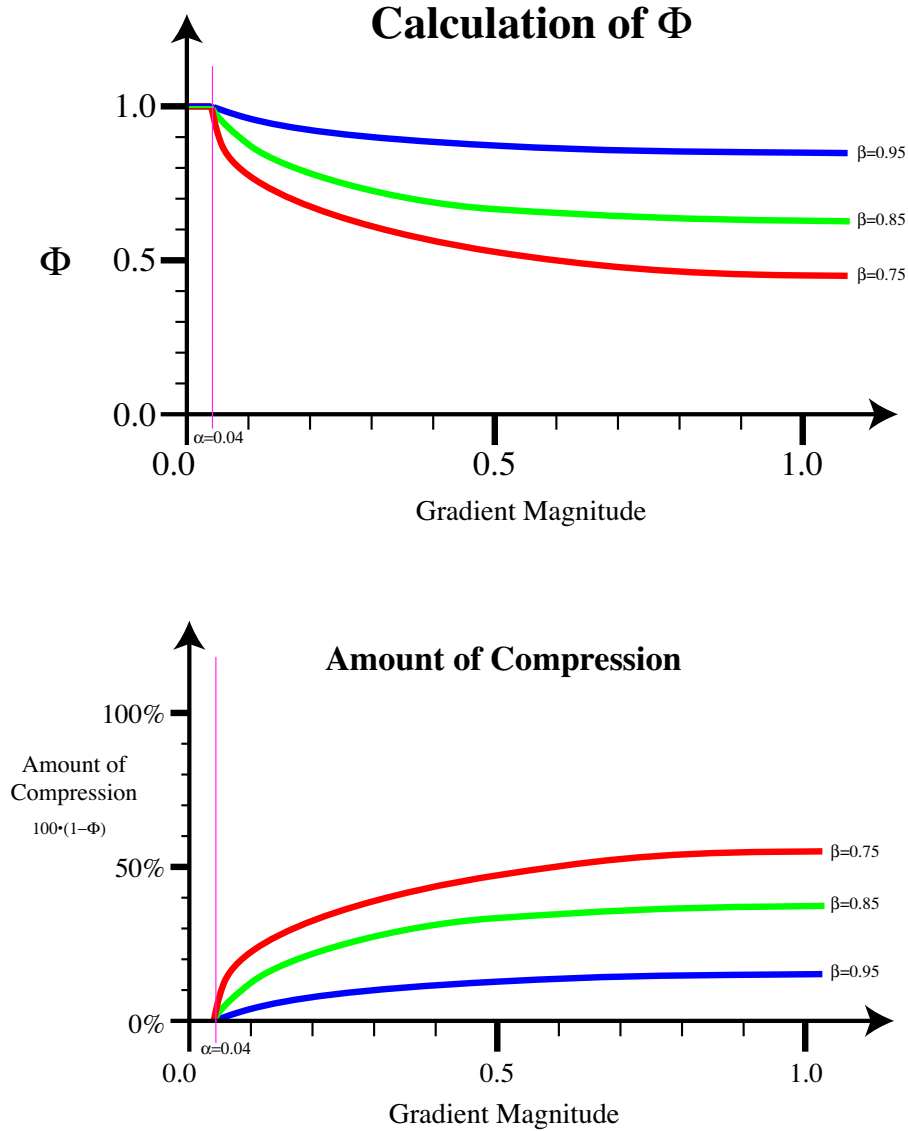 Calculation of Φ
1.0
β=0.95
β=0.85
Φ
0.5
β=0.75
0.0
α=0.04
0.0
0.5
1.0
Gradient Magnitude
Amount of Compression
100%
Amount of
Compression
100•(1−Φ)
β=0.75
50%
β=0.85
β=0.95
0%
α=0.04
0.0
0.5
1.0
Gradient Magnitude